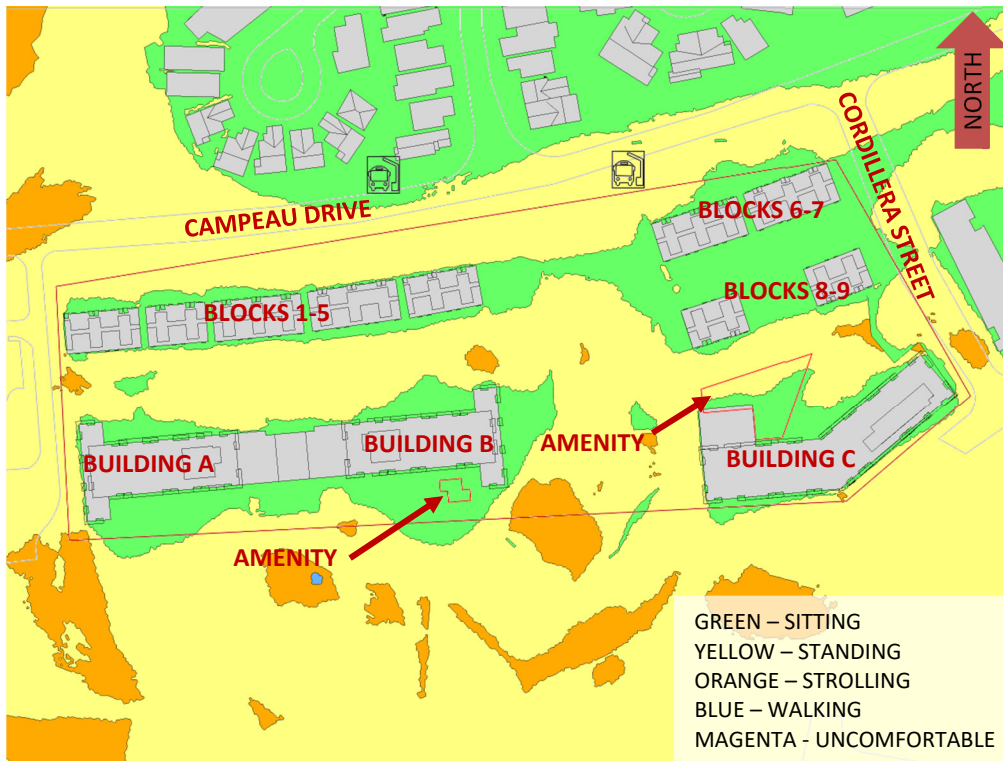 NORTH
CORDILLERA STREET
CAMPEAU DRIVE
BLOCKS 6-7
BLOCKS 8-9
BLOCKS 1-5
AMENITY
BUILDING A
BUILDING B
BUILDING C
AMENITY
GREEN – SITTING
YELLOW – STANDING
ORANGE – STROLLING
BLUE – WALKING
MAGENTA - UNCOMFORTABLE